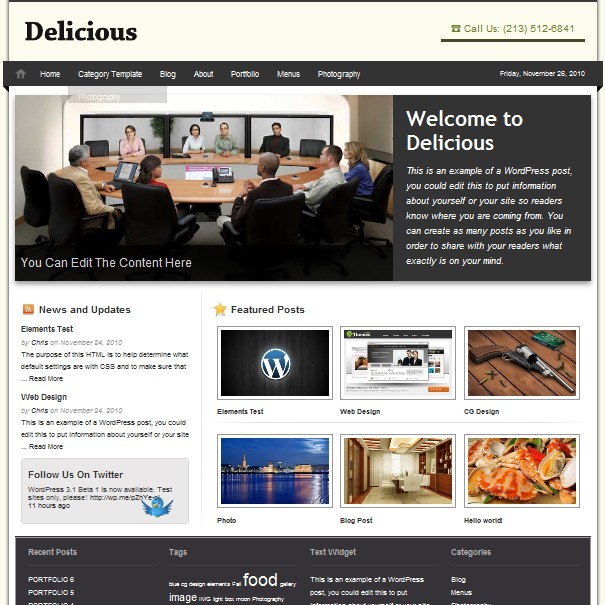 Delicious
☎ Call Us: (213) 512-6841
Home Category Template Blog About Portfolio Menus Photography
Friday, November 26, 2010
Photography
Welcome to
Delicious
This is an example of a WordPress post,
you could edit this to put information
about yourself or your site so readers
know where you are coming from. You
can create as many posts as you like in
order to share with your readers what
exactly is on your mind.
You Can Edit The Content Here
News and Updates
Elements Test
by Chris on November 24, 2010
The purpose of this HTML is to help determine what
default settings are with CSS and to make sure that
... Read More
Web Design
by Chris on November 24, 2010
This is an example of a WordPress post, you could
edit this to put information about yourself or your site
... Read More
Follow Us On Twitter
WordPress 3.1 Beta 1 is now available. Test
sites only, please! http://wp.me/pZhYe-
11 hours ago
Featured Posts
Elements Test
Web Design
CG Design
Photo
Blog Post
Hello world!
Recent Posts
PORTFOLIO 6
PORTFOLIO 5
PORTFOLIO 4
Tags
blue cg design elements Fall food gallery
image IMG light box moon Photography
Text Widget
This is an example of a WordPress
post, you could edit this to put
information about yourself or your
Categories
Blog
Menus
Photography